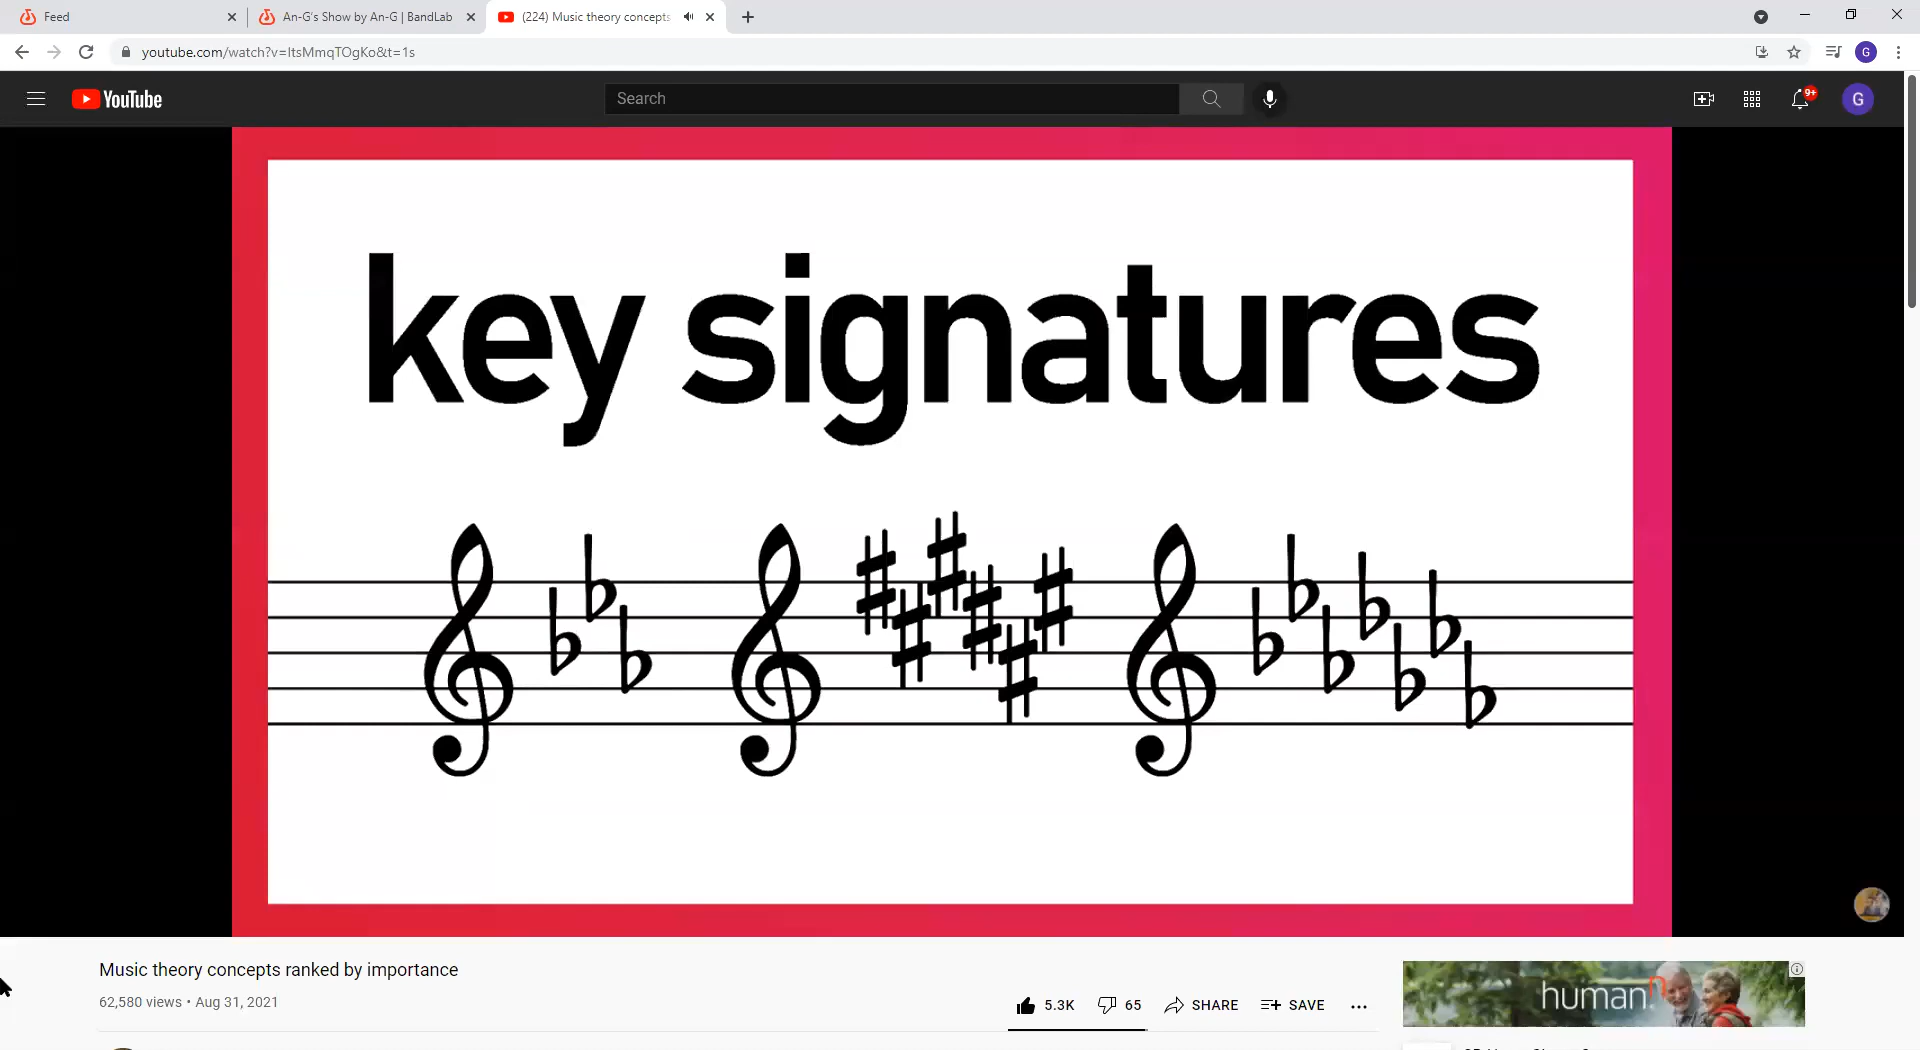 Feed
An-G's Show by An-G | BandLab
(224) Music theory concepts
youtube.com/watch?v=ItsMmqTOgKo&t=1s
G
YouTube
Search
9+
G
key signatures
Music theory concepts ranked by importance
62,580 views • Aug 31, 2021
5.3K
65
SHARE
SAVE
humann